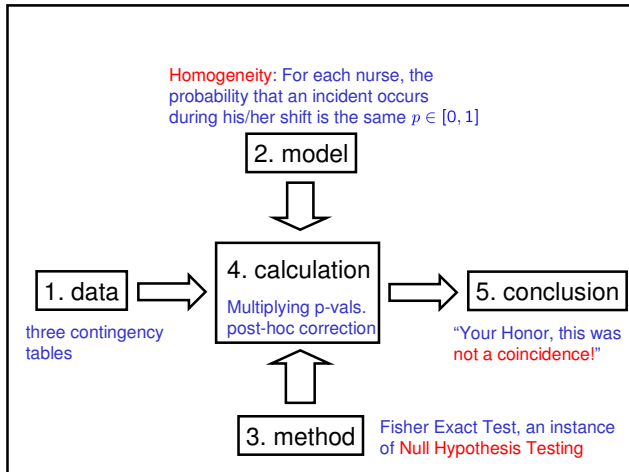 Homogeneity: For each nurse, the
probability that an incident occurs
during his/her shift is the same p ∈ [0, 1]
2. model
4. calculation
Multiplying p-vals.
post-hoc correction
1. data
three contingency
tables
5. conclusion
“Your Honor, this was
not a coincidence!”
3. method
Fisher Exact Test, an instance
of Null Hypothesis Testing